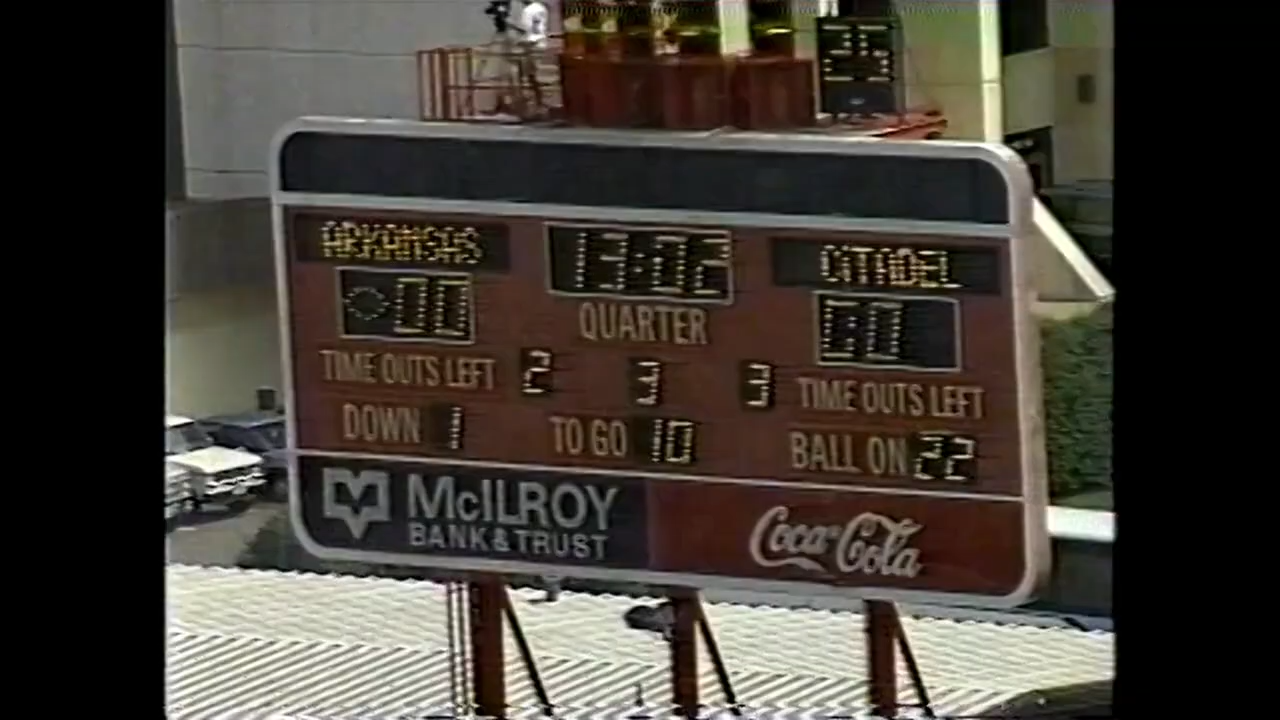 ARKANSAS 13:02 CITADEL
00
QUARTER
TIME OUTS LEFT 2 3 3 TIME OUTS LEFT
DOWN 1 TO GO 10 BALL ON 22
McILROY
BANK & TRUST
Coca-Cola